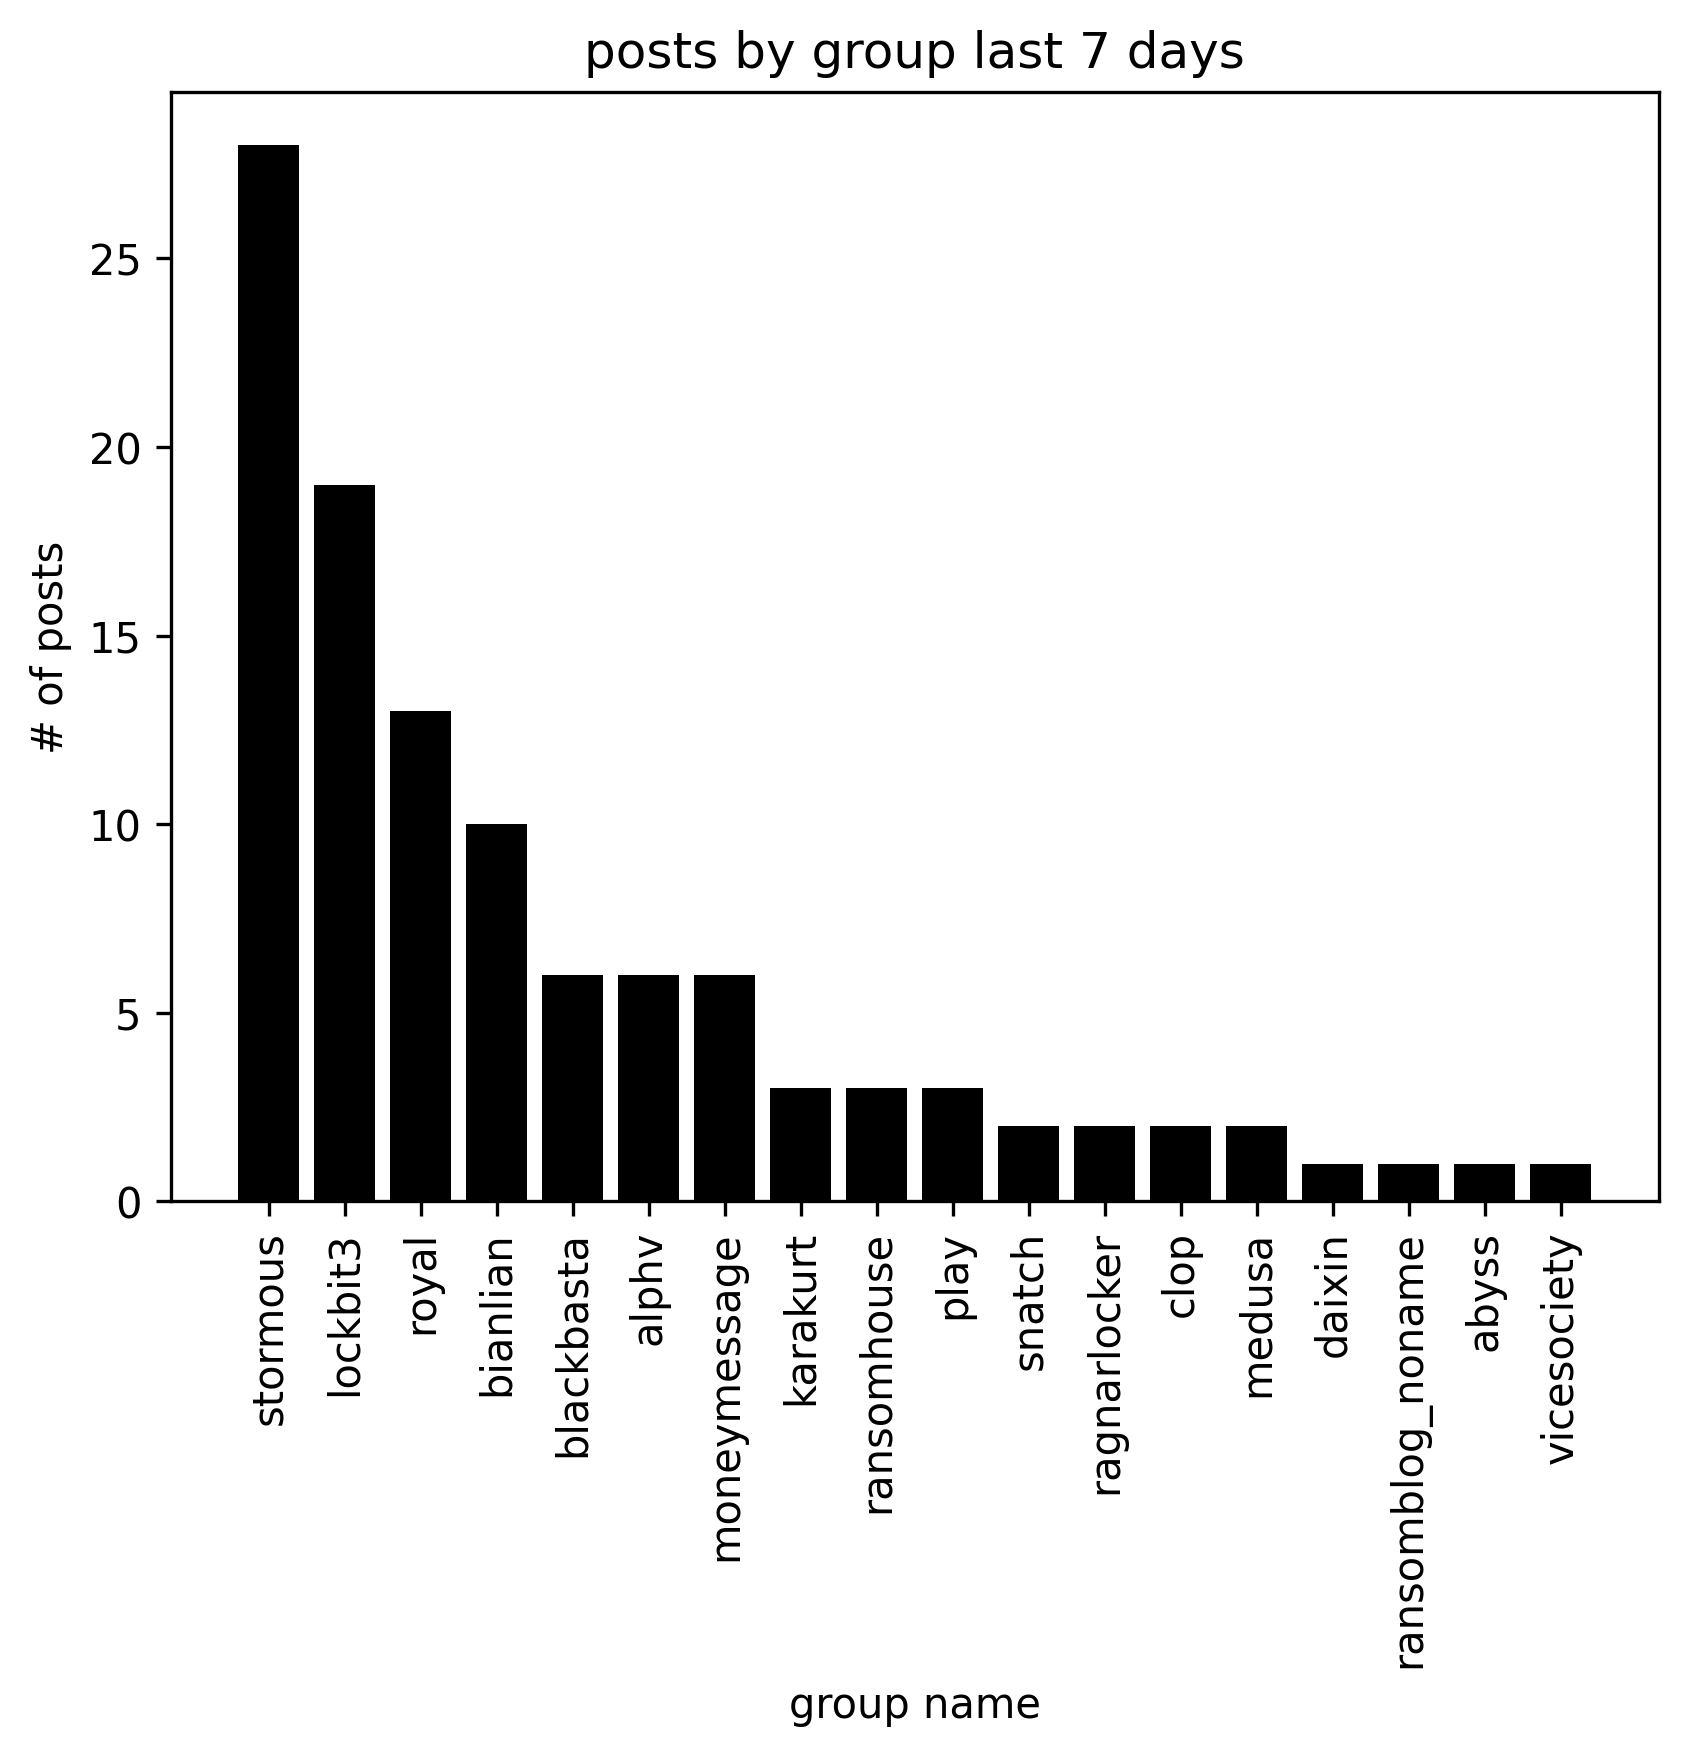 posts by group last 7 days
# of posts
25
20
15
10
5
0
stormous
lockbit3
royal
bianlian
blackbasta
alphv
moneymessage
karakurt
ransomhouse
play
snatch
ragnarlocker
clop
medusa
daixin
ransomblog_noname
abyss
vicesociety
group name